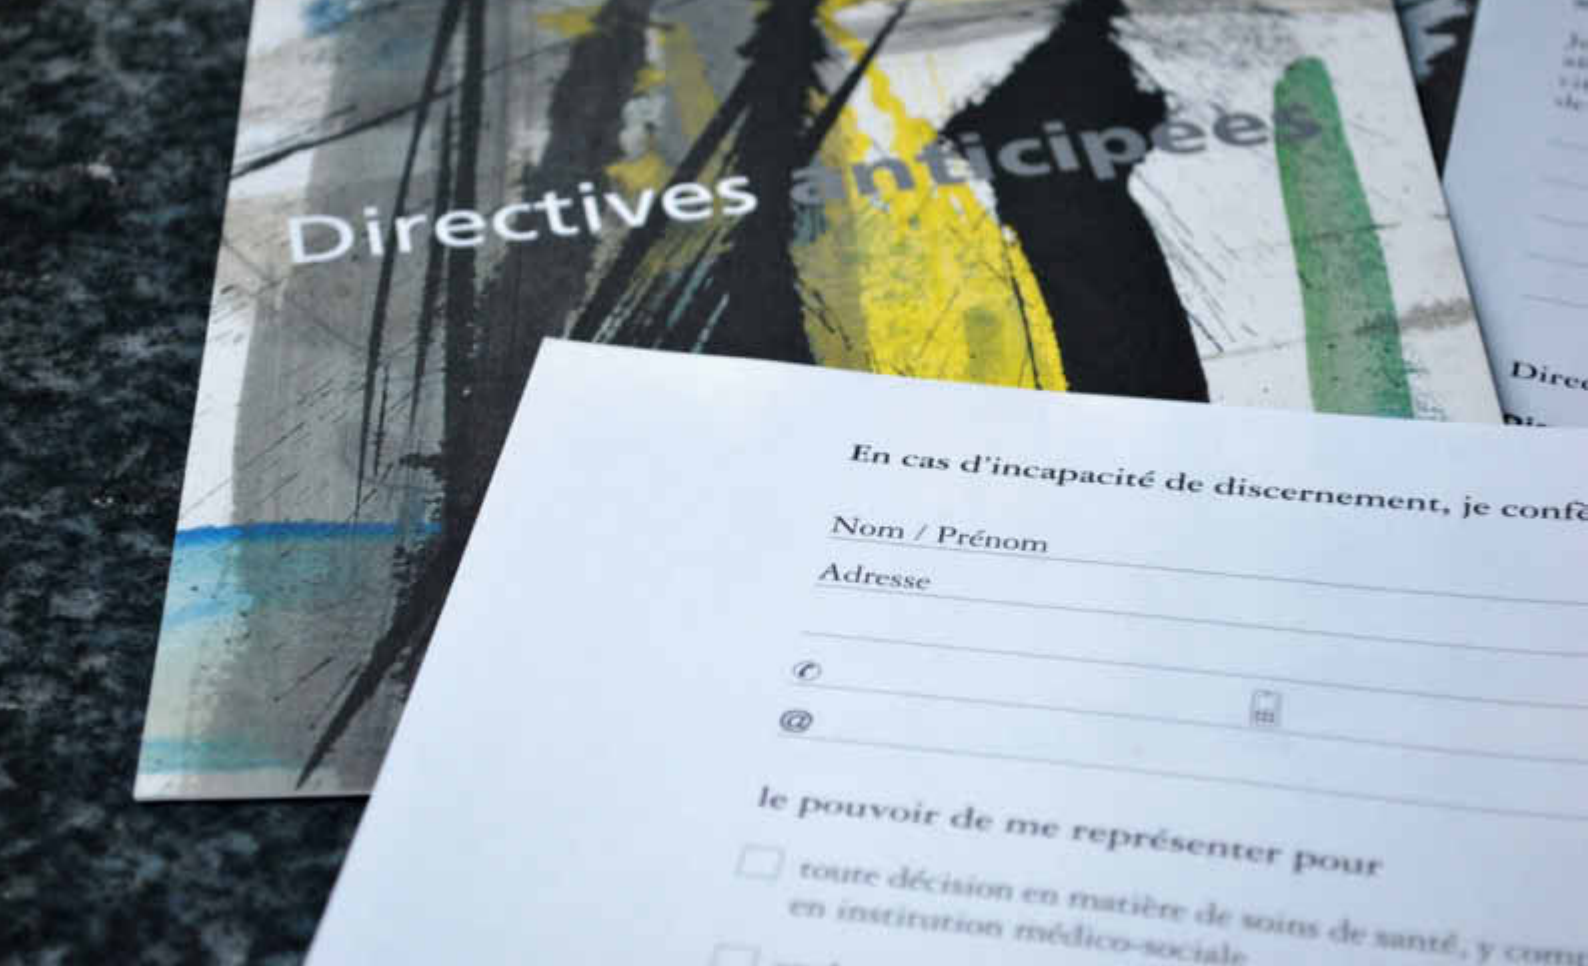 Directives anticipées
En cas d'incapacité de discernement, je confè
Nom / Prénom
Adresse
✆
@
le pouvoir de me représenter pour
toute décision en matière de soins de santé, y comp
en institution médico-sociale
Direc